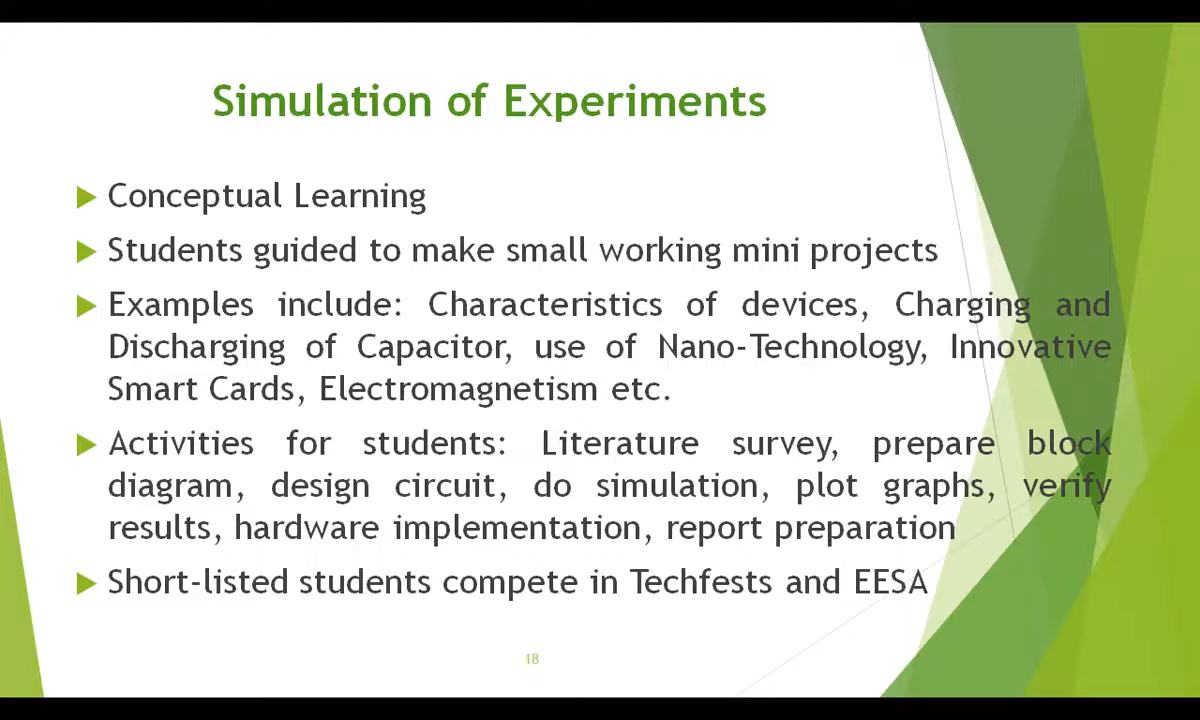 Simulation of Experiments
Conceptual Learning
Students guided to make small working mini projects
Examples include: Characteristics of devices, Charging and
Discharging of Capacitor, use of Nano-Technology, Innovative
Smart Cards, Electromagnetism etc.
Activities for students: Literature survey, prepare block
diagram, design circuit, do simulation, plot graphs, verify
results, hardware implementation, report preparation
Short-listed students compete in Techfests and EESA
18